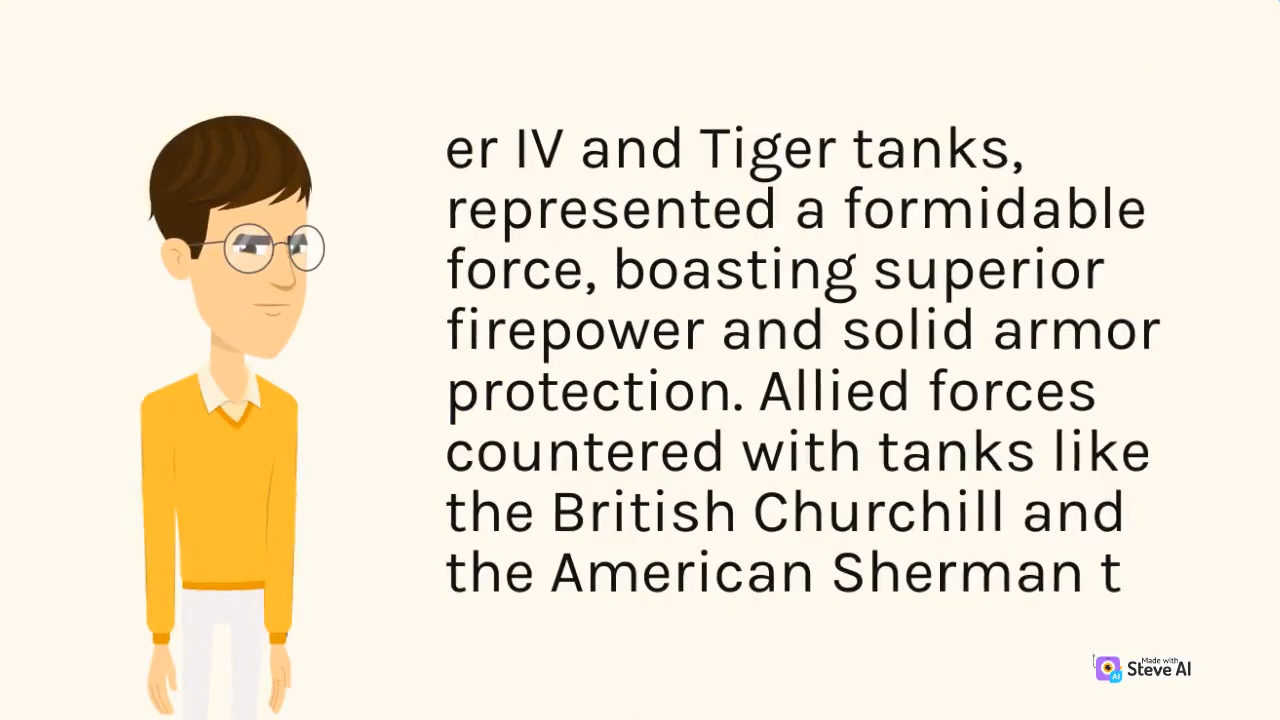 er IV and Tiger tanks,
represented a formidable
force, boasting superior
firepower and solid armor
protection. Allied forces
countered with tanks like
the British Churchill and
the American Sherman t
Made with
Steve AI
AI